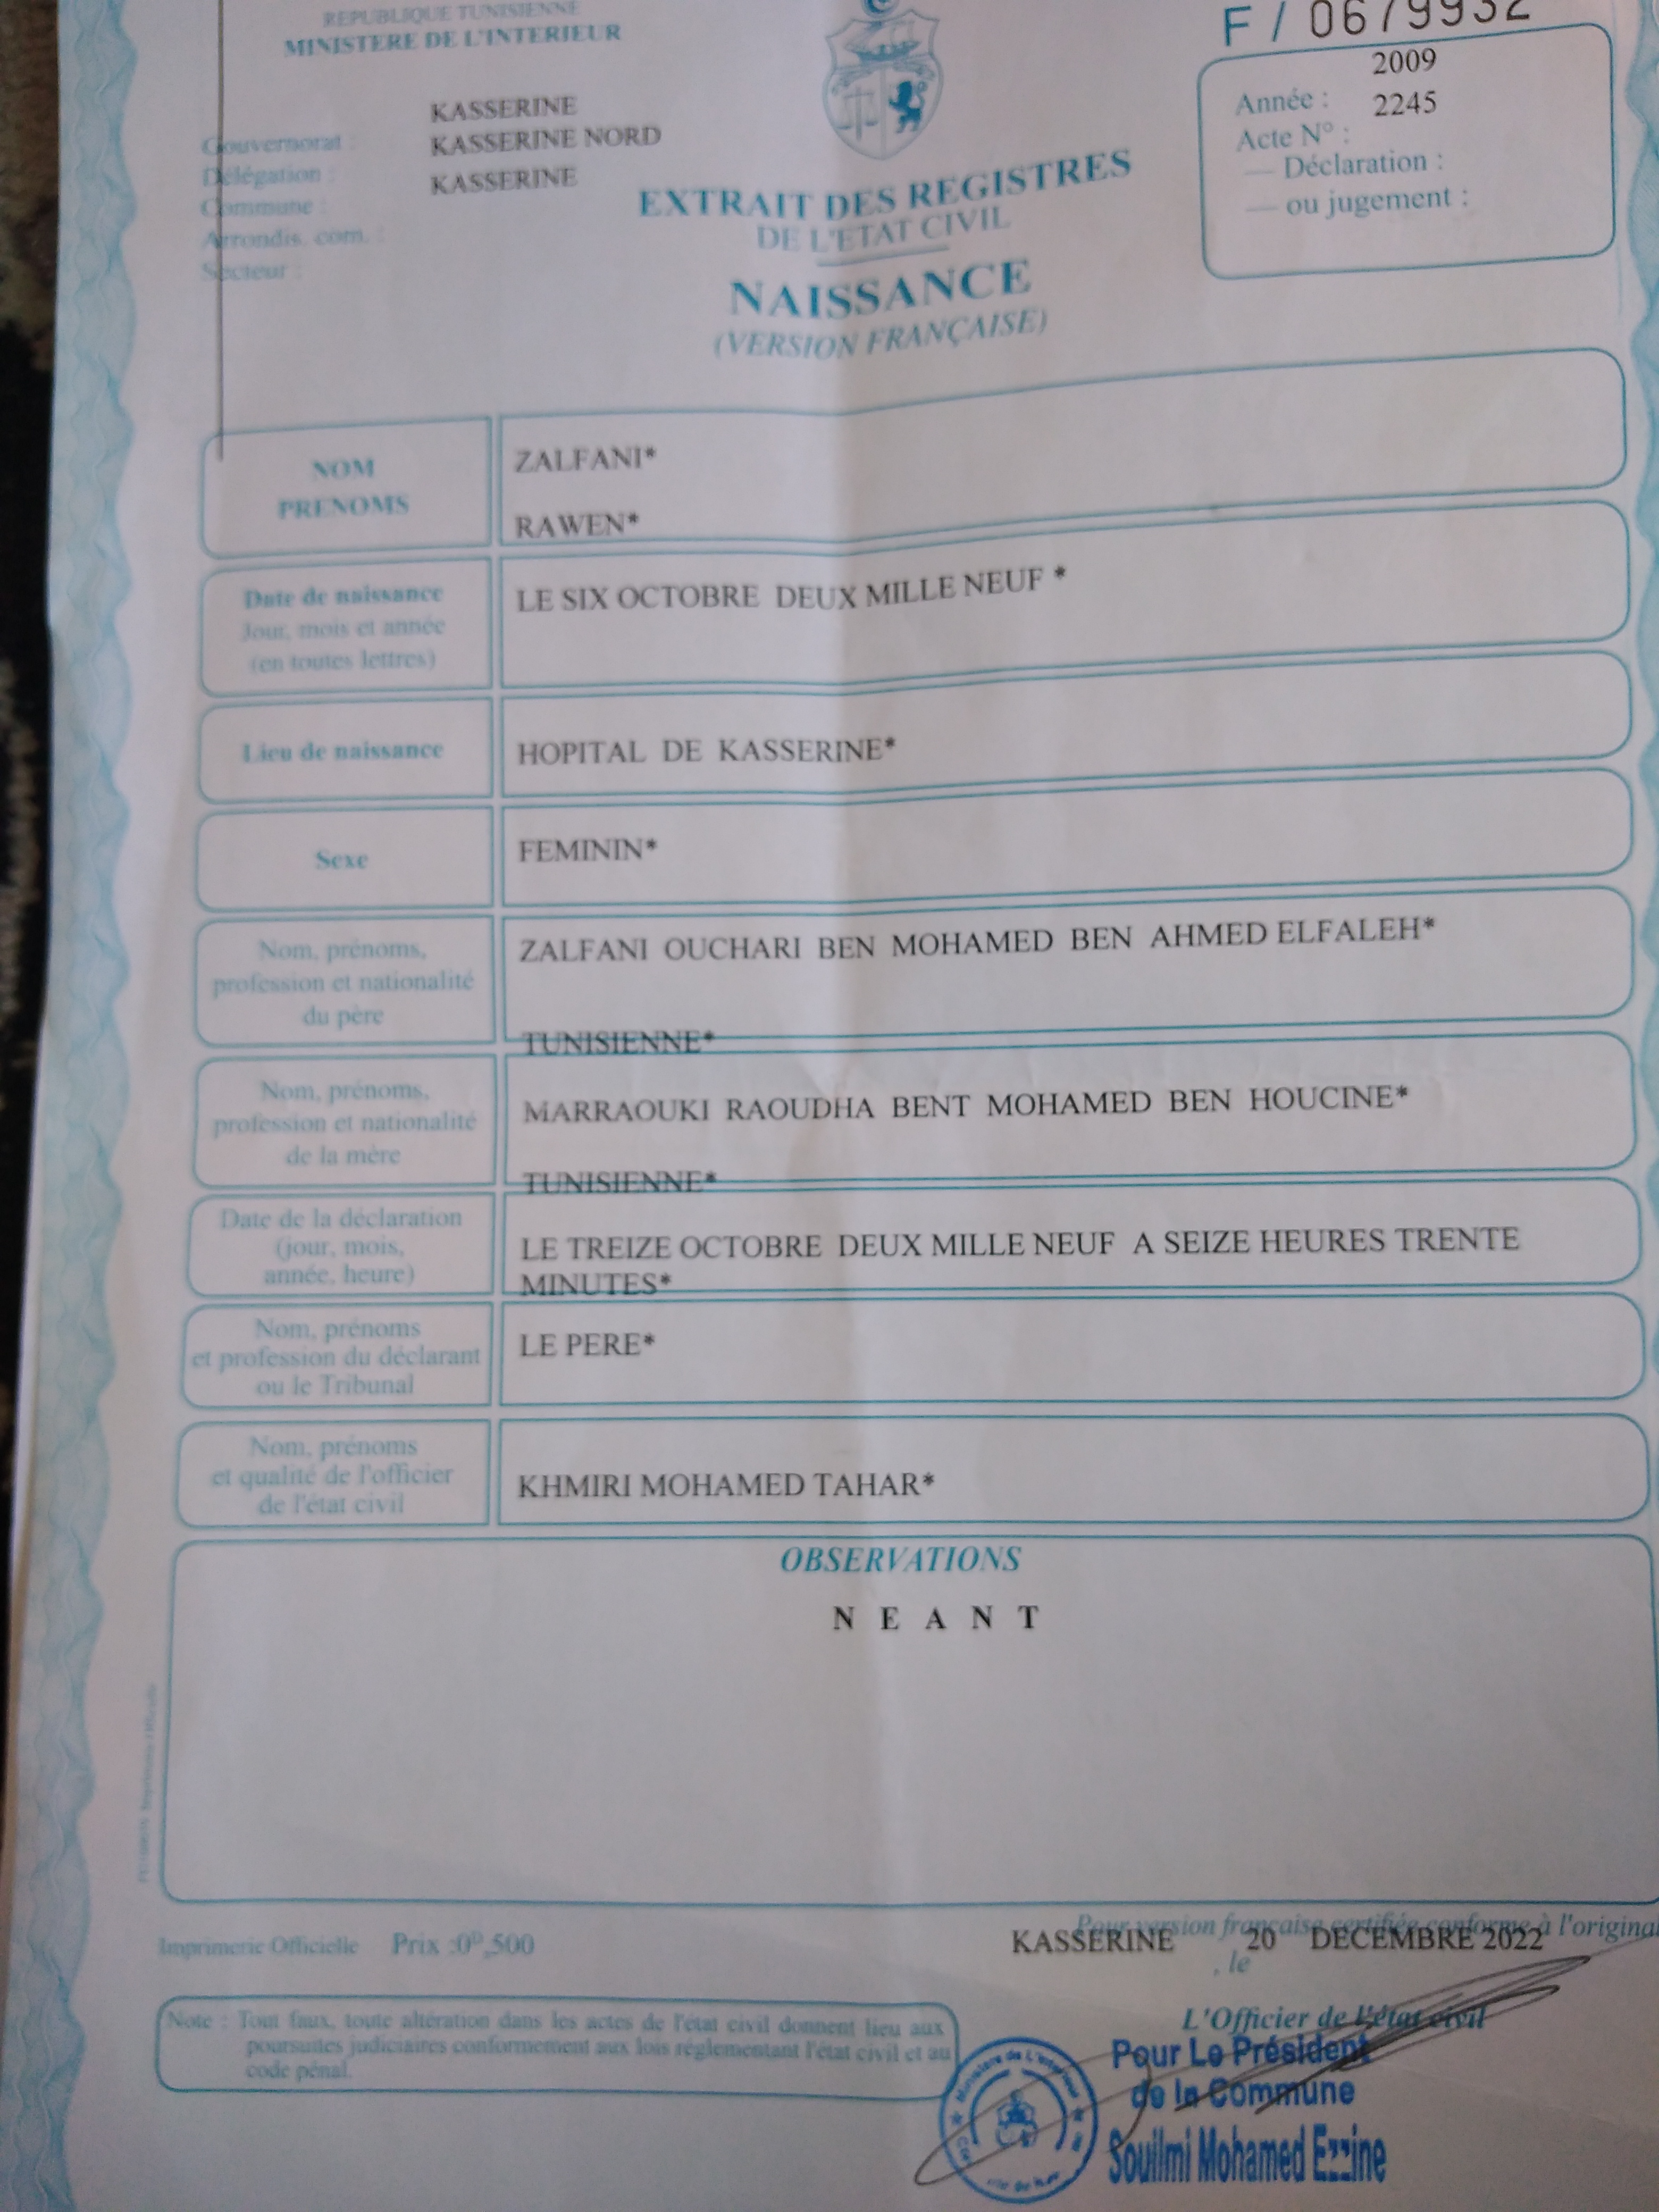 REPUBLIQUE TUNISIENNE
MINISTERE DE L'INTERIEUR
F / 0679932
Gouvernorat : KASSERINE
Délégation : KASSERINE NORD
Commune : KASSERINE
Arrondis. com. :
Secteur :
2009
Année : 2245
Acte N° :
— Déclaration :
— ou jugement :
EXTRAIT DES REGISTRES
DE L'ETAT CIVIL
NAISSANCE
(VERSION FRANÇAISE)
NOM
PRENOMS
ZALFANI*
RAWEN*
Date de naissance
Jour, mois et année
(en toutes lettres)
LE SIX OCTOBRE DEUX MILLE NEUF *
Lieu de naissance
HOPITAL DE KASSERINE*
Sexe
FEMININ*
Nom, prénoms,
profession et nationalité
du père
ZALFANI OUCHARI BEN MOHAMED BEN AHMED ELFALEH*
TUNISIENNE*
Nom, prénoms,
profession et nationalité
de la mère
MARRAOUKI RAOUDHA BENT MOHAMED BEN HOUCINE*
TUNISIENNE*
Date de la déclaration
(jour, mois,
année, heure)
LE TREIZE OCTOBRE DEUX MILLE NEUF A SEIZE HEURES TRENTE
MINUTES*
Nom, prénoms
et profession du déclarant
ou le Tribunal
LE PERE*
Nom, prénoms
et qualité de l'officier
de l'état civil
KHMIRI MOHAMED TAHAR*
OBSERVATIONS
N E A N T
Imprimerie Officielle Prix :0ᴰ,500
Pour version française certifiée conforme à l'original
KASSERINE 20 DECEMBRE 2022
, le
Note : Tout faux, toute altération dans les actes de l'état civil donnent lieu aux
poursuites judiciaires conformement aux lois réglementant l'état civil et au
code pénal.
L'Officier de l'état civil
Pour Le Président
de la Commune
Souilmi Mohamed Ezzine
Ministère de L'Intérieur